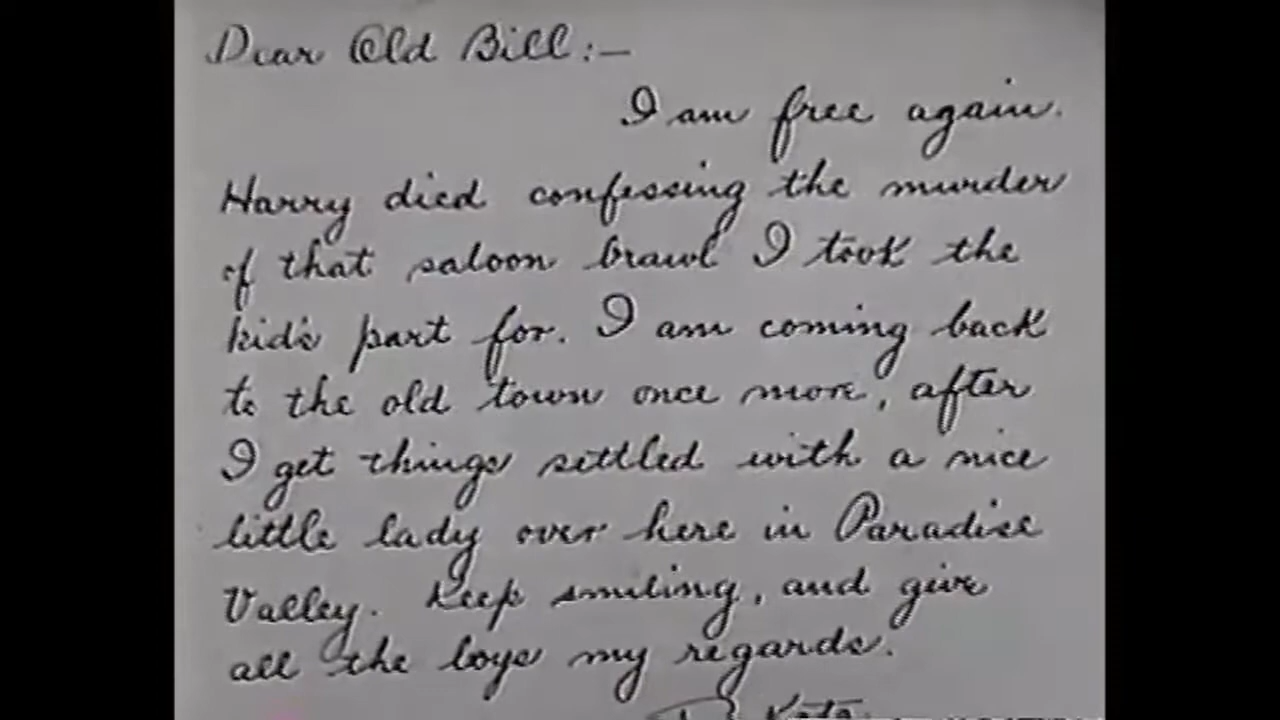 Dear Old Bill:—
I am free again.
Harry died confessing the murder
of that saloon brawl I took the
kid's part for. I am coming back
to the old town once more, after
I get things settled with a nice
little lady over here in Paradise
Valley. Keep smiling, and give
all the boys my regards.